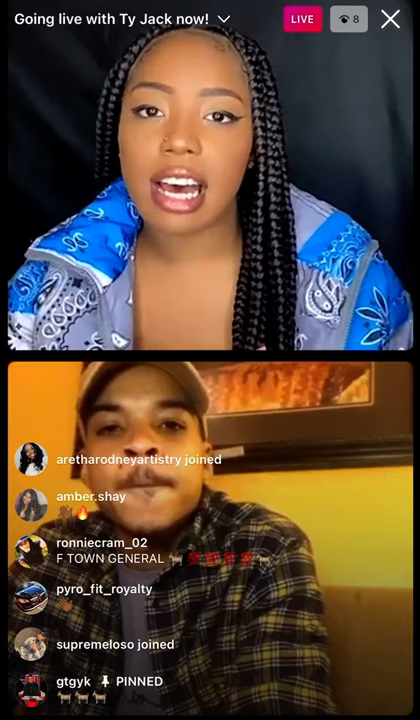 Going live with Ty Jack now!
LIVE
8
aretharodneyartistry joined
amber.shay
👏🏾🔥
ronniecram_02
F TOWN GENERAL 🐐 💯💯💯💯🐐
pyro_fit_royalty
👋🏾
supremeloso joined
gtgyk 📌 PINNED
🐐🐐🐐